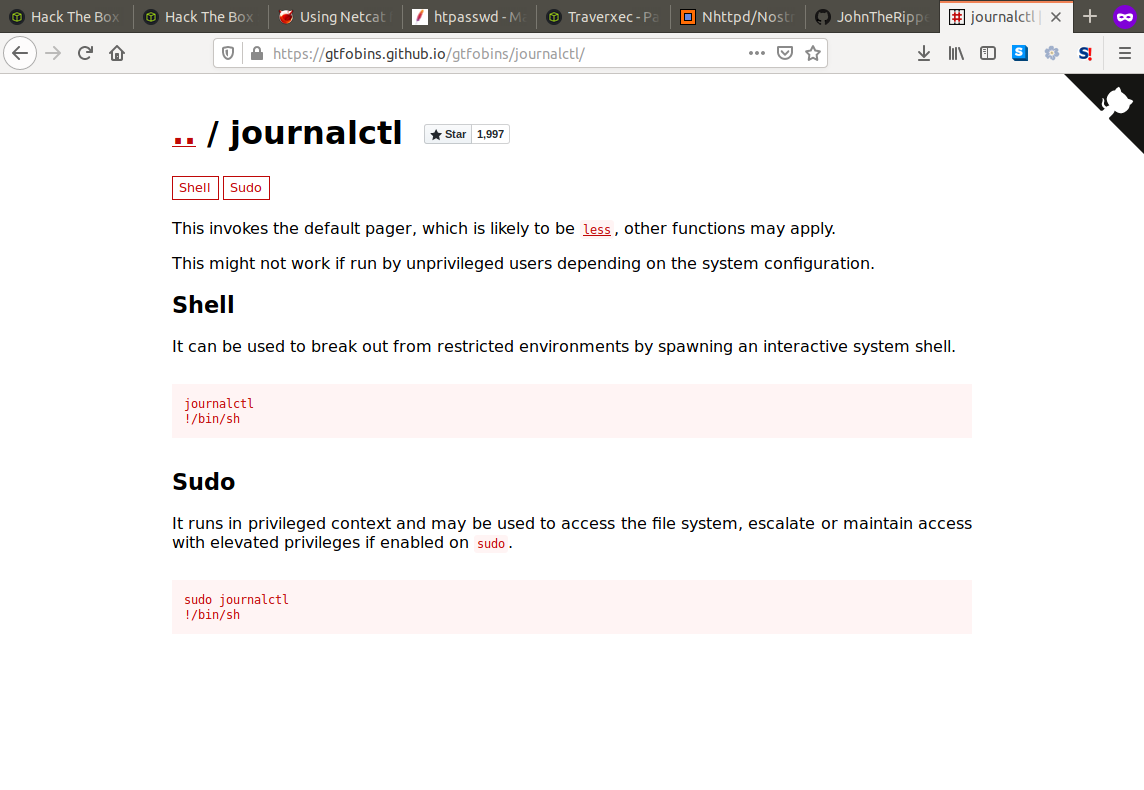 Hack The Box
Hack The Box
Using Netcat
htpasswd - Ma
Traverxec - Pa
Nhttpd/Nostr
JohnTheRippe
journalctl |
https://gtfobins.github.io/gtfobins/journalctl/
.. / journalctl
Star 1,997
Shell Sudo
This invokes the default pager, which is likely to be less, other functions may apply.
This might not work if run by unprivileged users depending on the system configuration.
Shell
It can be used to break out from restricted environments by spawning an interactive system shell.
journalctl
!/bin/sh
Sudo
It runs in privileged context and may be used to access the file system, escalate or maintain access
with elevated privileges if enabled on sudo.
sudo journalctl
!/bin/sh